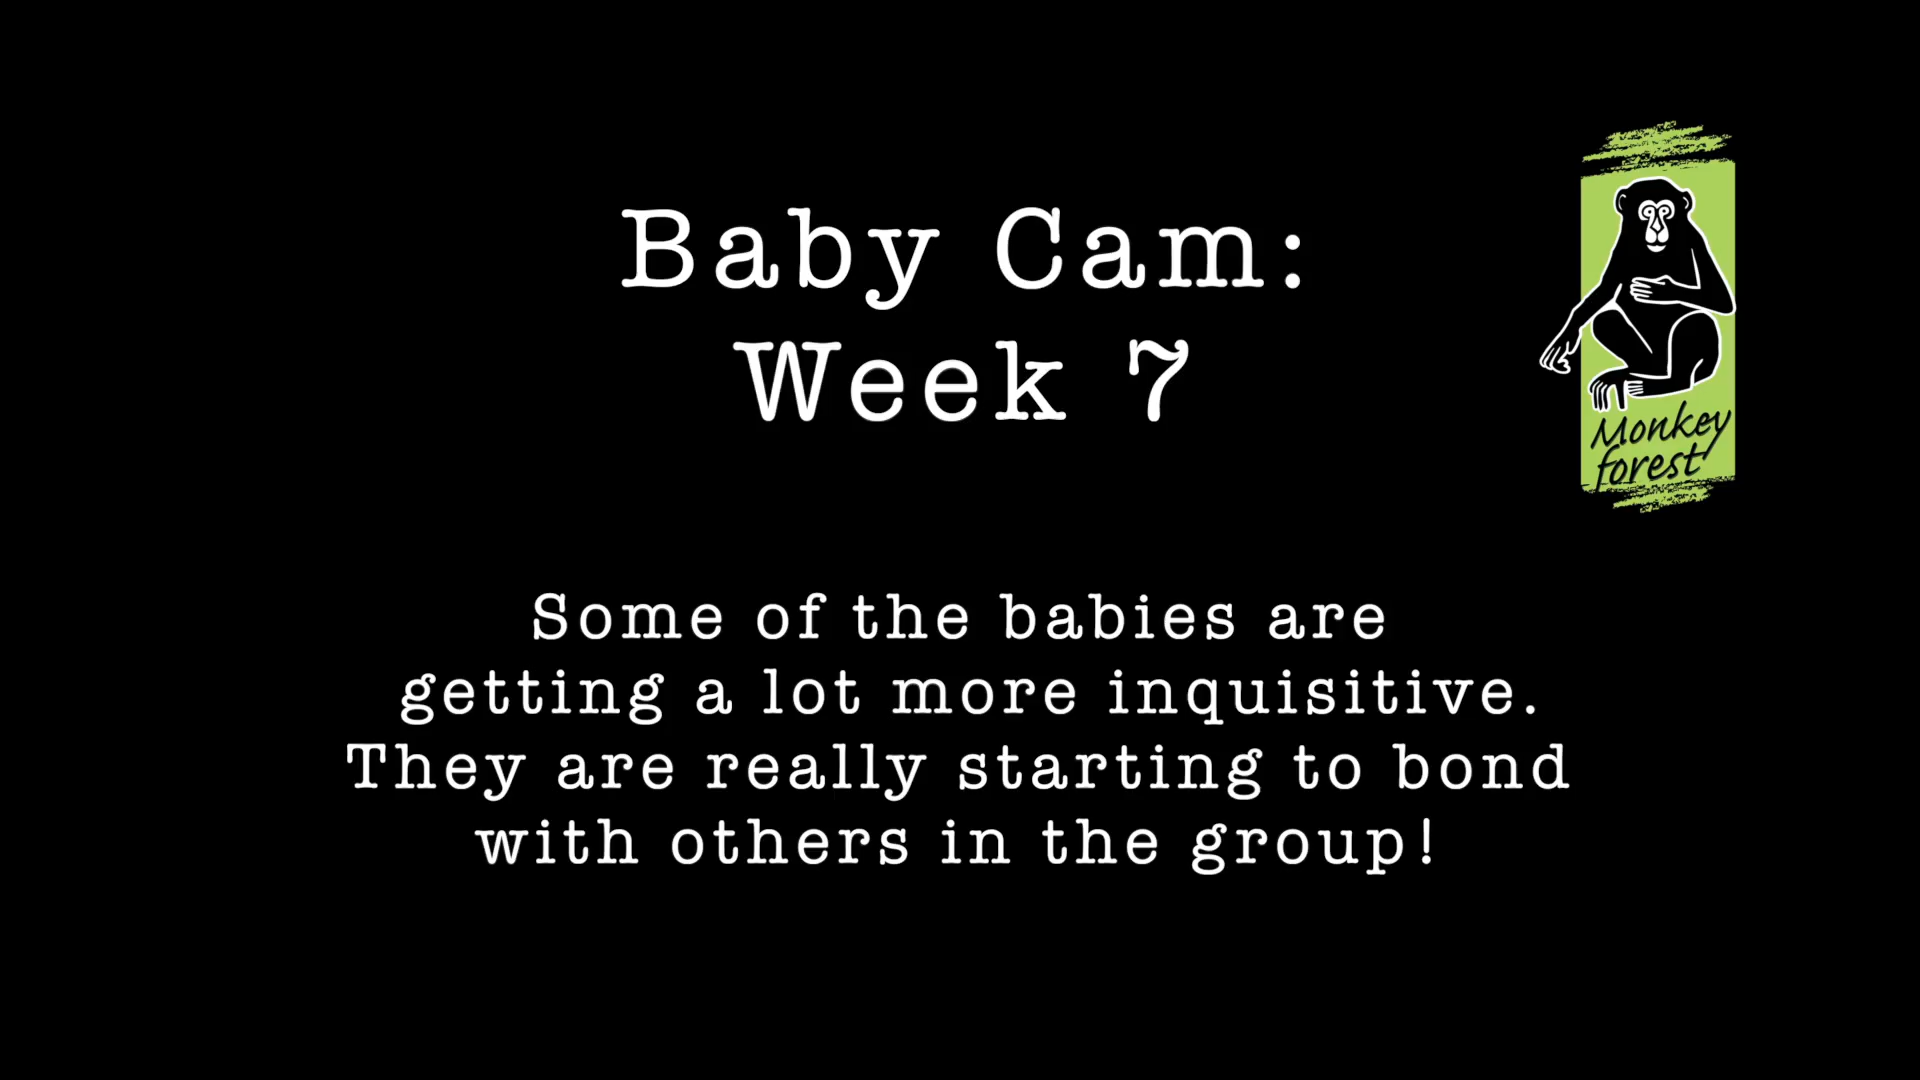 Baby Cam:
Week 7
Monkey
forest
Some of the babies are
getting a lot more inquisitive.
They are really starting to bond
with others in the group!